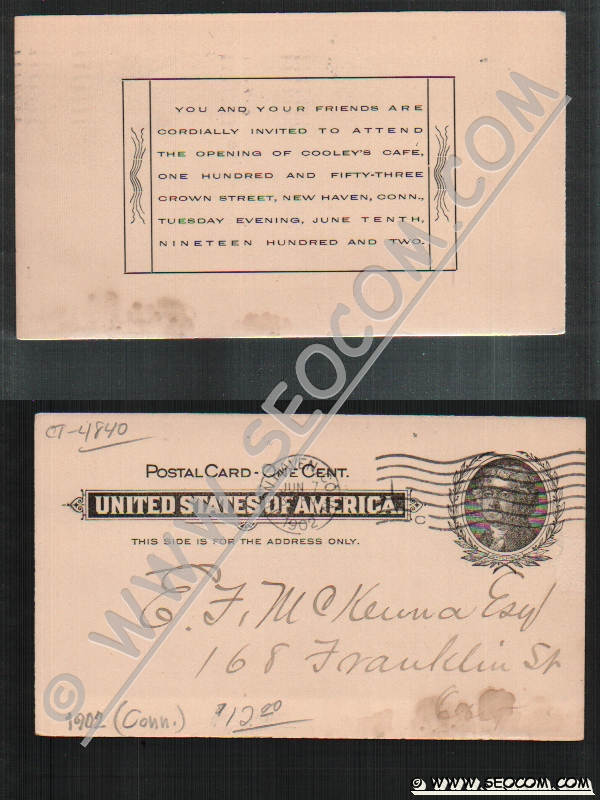 YOU AND YOUR FRIENDS ARE
CORDIALLY INVITED TO ATTEND
THE OPENING OF COOLEY'S CAFE,
ONE HUNDRED AND FIFTY-THREE
CROWN STREET, NEW HAVEN, CONN.,
TUESDAY EVENING, JUNE TENTH,
NINETEEN HUNDRED AND TWO.
© WWW.SEOCOM.COM
CT-4840
POSTAL CARD - ONE CENT.
UNITED STATES OF AMERICA.
THIS SIDE IS FOR THE ADDRESS ONLY.
JUN 7
1902
C
E. F. McKenna Esq
168 Franklin St
1902 (Conn.) $12.00
© WWW.SEOCOM.COM